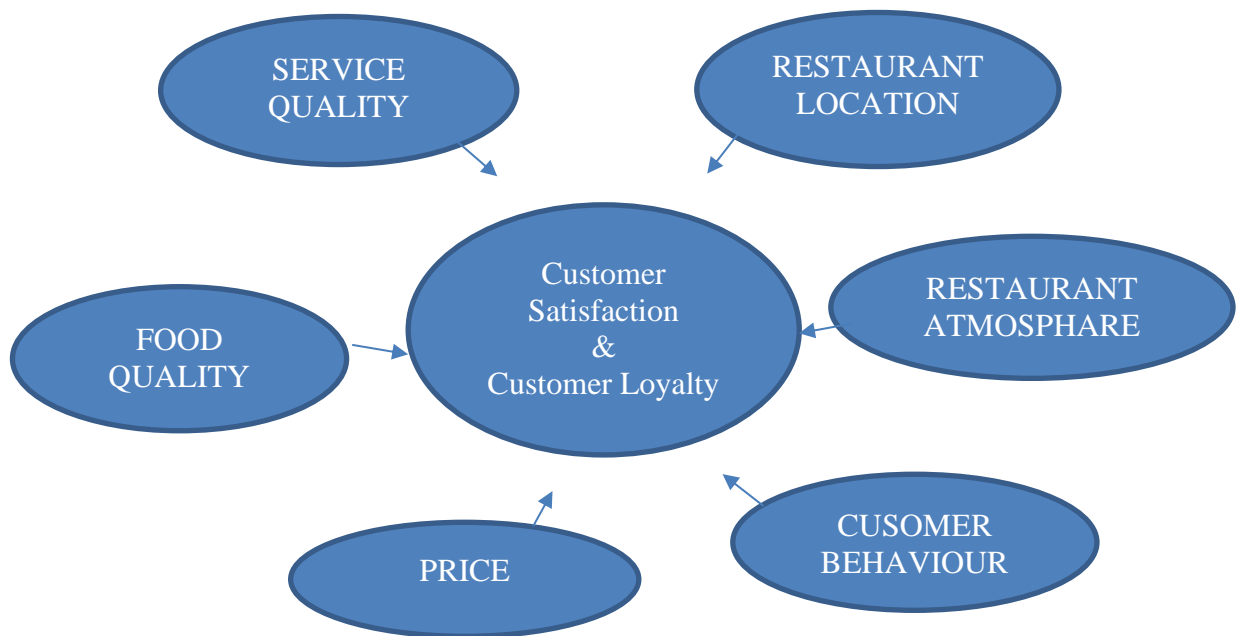 SERVICE
QUALITY
RESTAURANT
LOCATION
Customer
Satisfaction
&
Customer Loyalty
RESTAURANT
ATMOSPHARE
FOOD
QUALITY
CUSOMER
BEHAVIOUR
PRICE